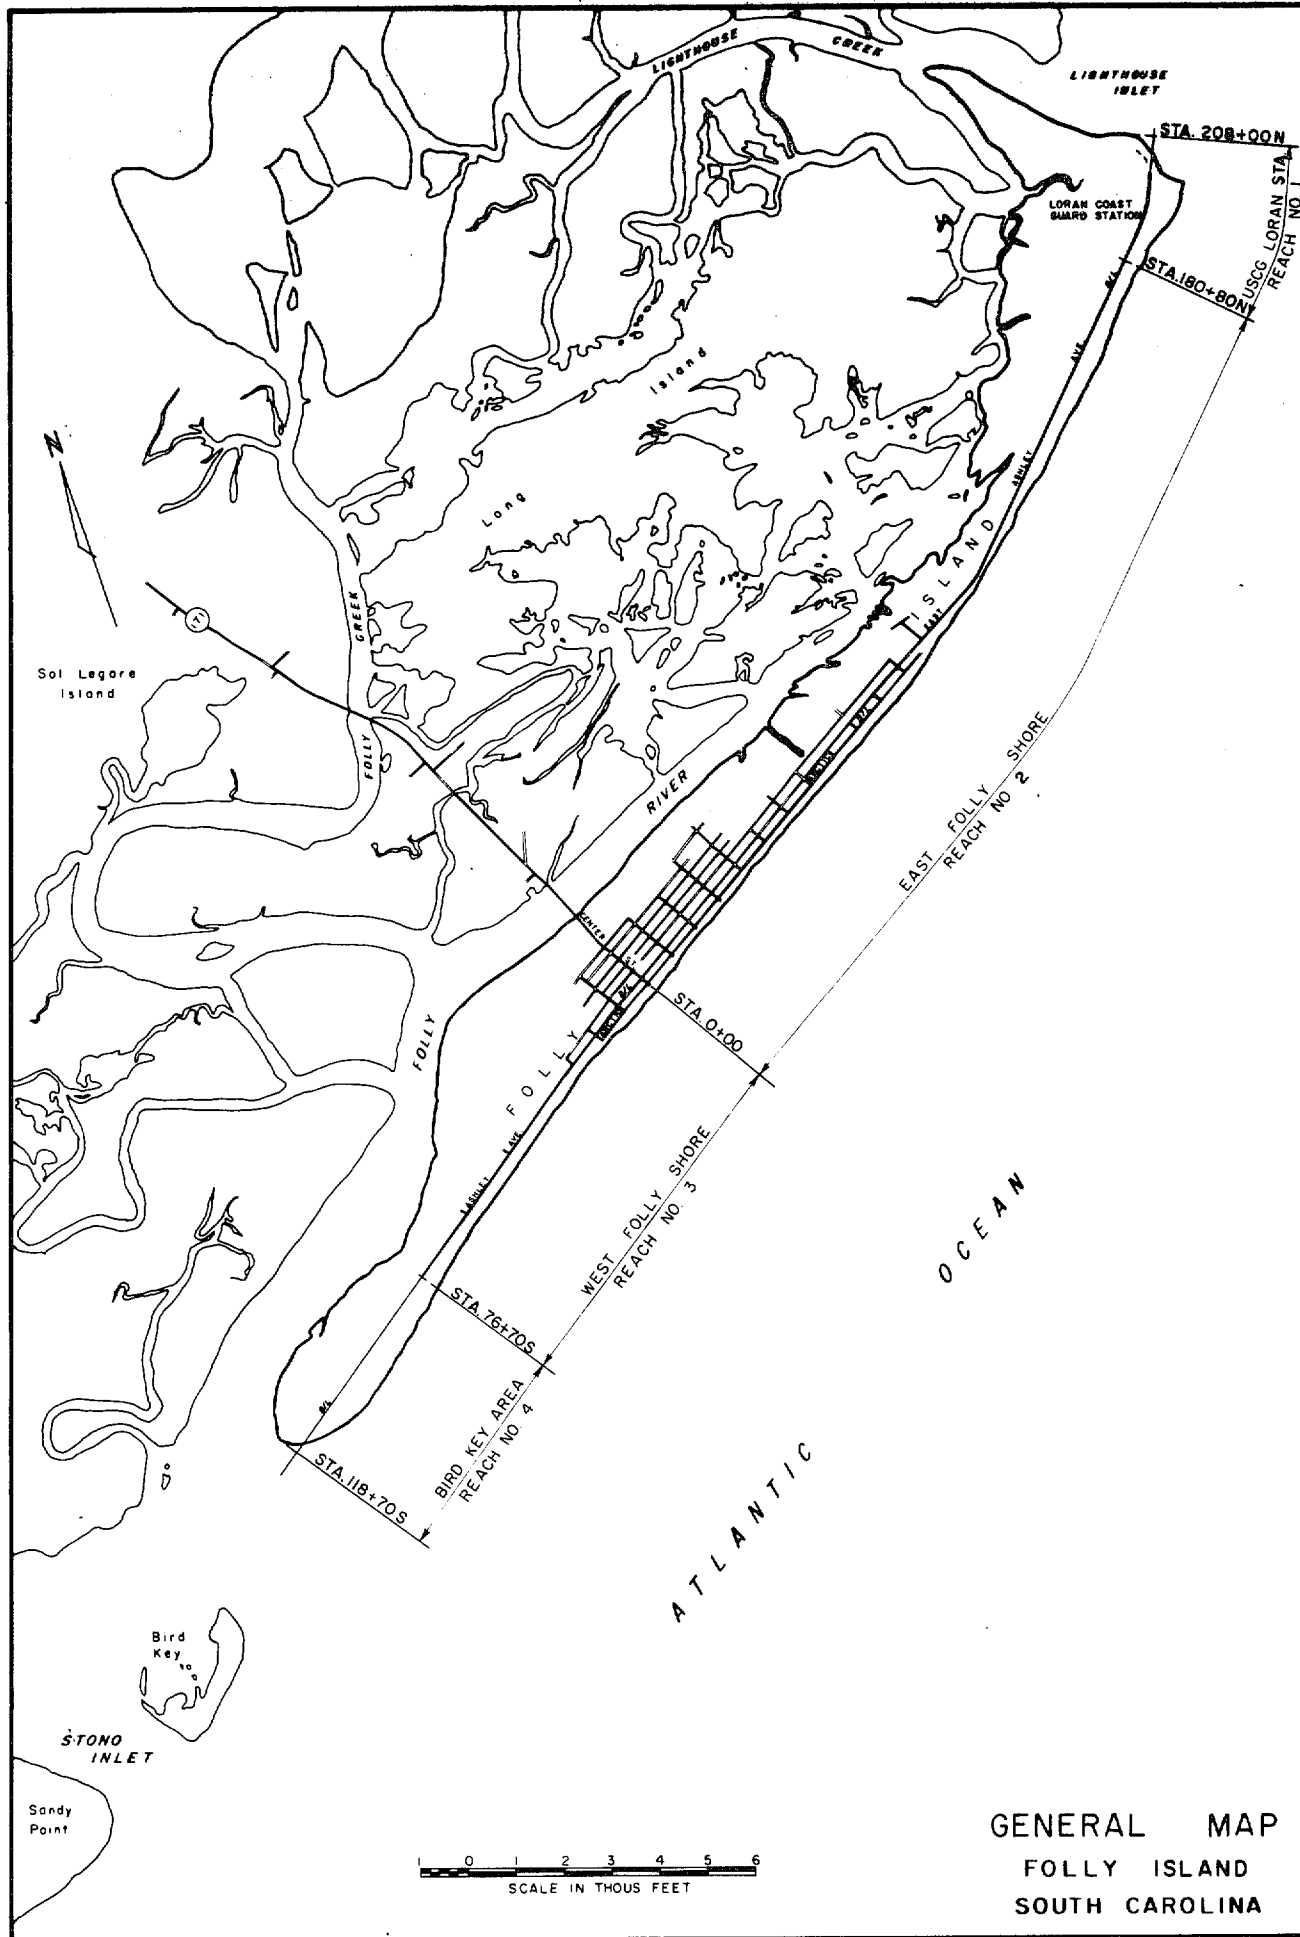 LIGHTHOUSE CREEK
LIGHTHOUSE
INLET
STA. 208+00N
LORAN COAST
GUARD STATION
USCG LORAN STA.
REACH NO 1
STA.180+80N
B/L
AVE.
ASHLEY
Island
Long
N
CREEK
171
Sol Legare
Island
FOLLY
ISLAND
EAST
B/L
RIVER
EAST FOLLY SHORE
REACH NO 2
CENTER ST
B/L
STA. 0+00
FOLLY
FOLLY
AVE.
ASHLEY
WEST FOLLY SHORE
REACH NO. 3
OCEAN
STA. 76+70S
B/L
BIRD KEY AREA
REACH NO. 4
STA. 118+70S
ATLANTIC
Bird
Key
STONO
INLET
Sandy
Point
1 0 1 2 3 4 5 6
SCALE IN THOUS FEET
GENERAL MAP
FOLLY ISLAND
SOUTH CAROLINA